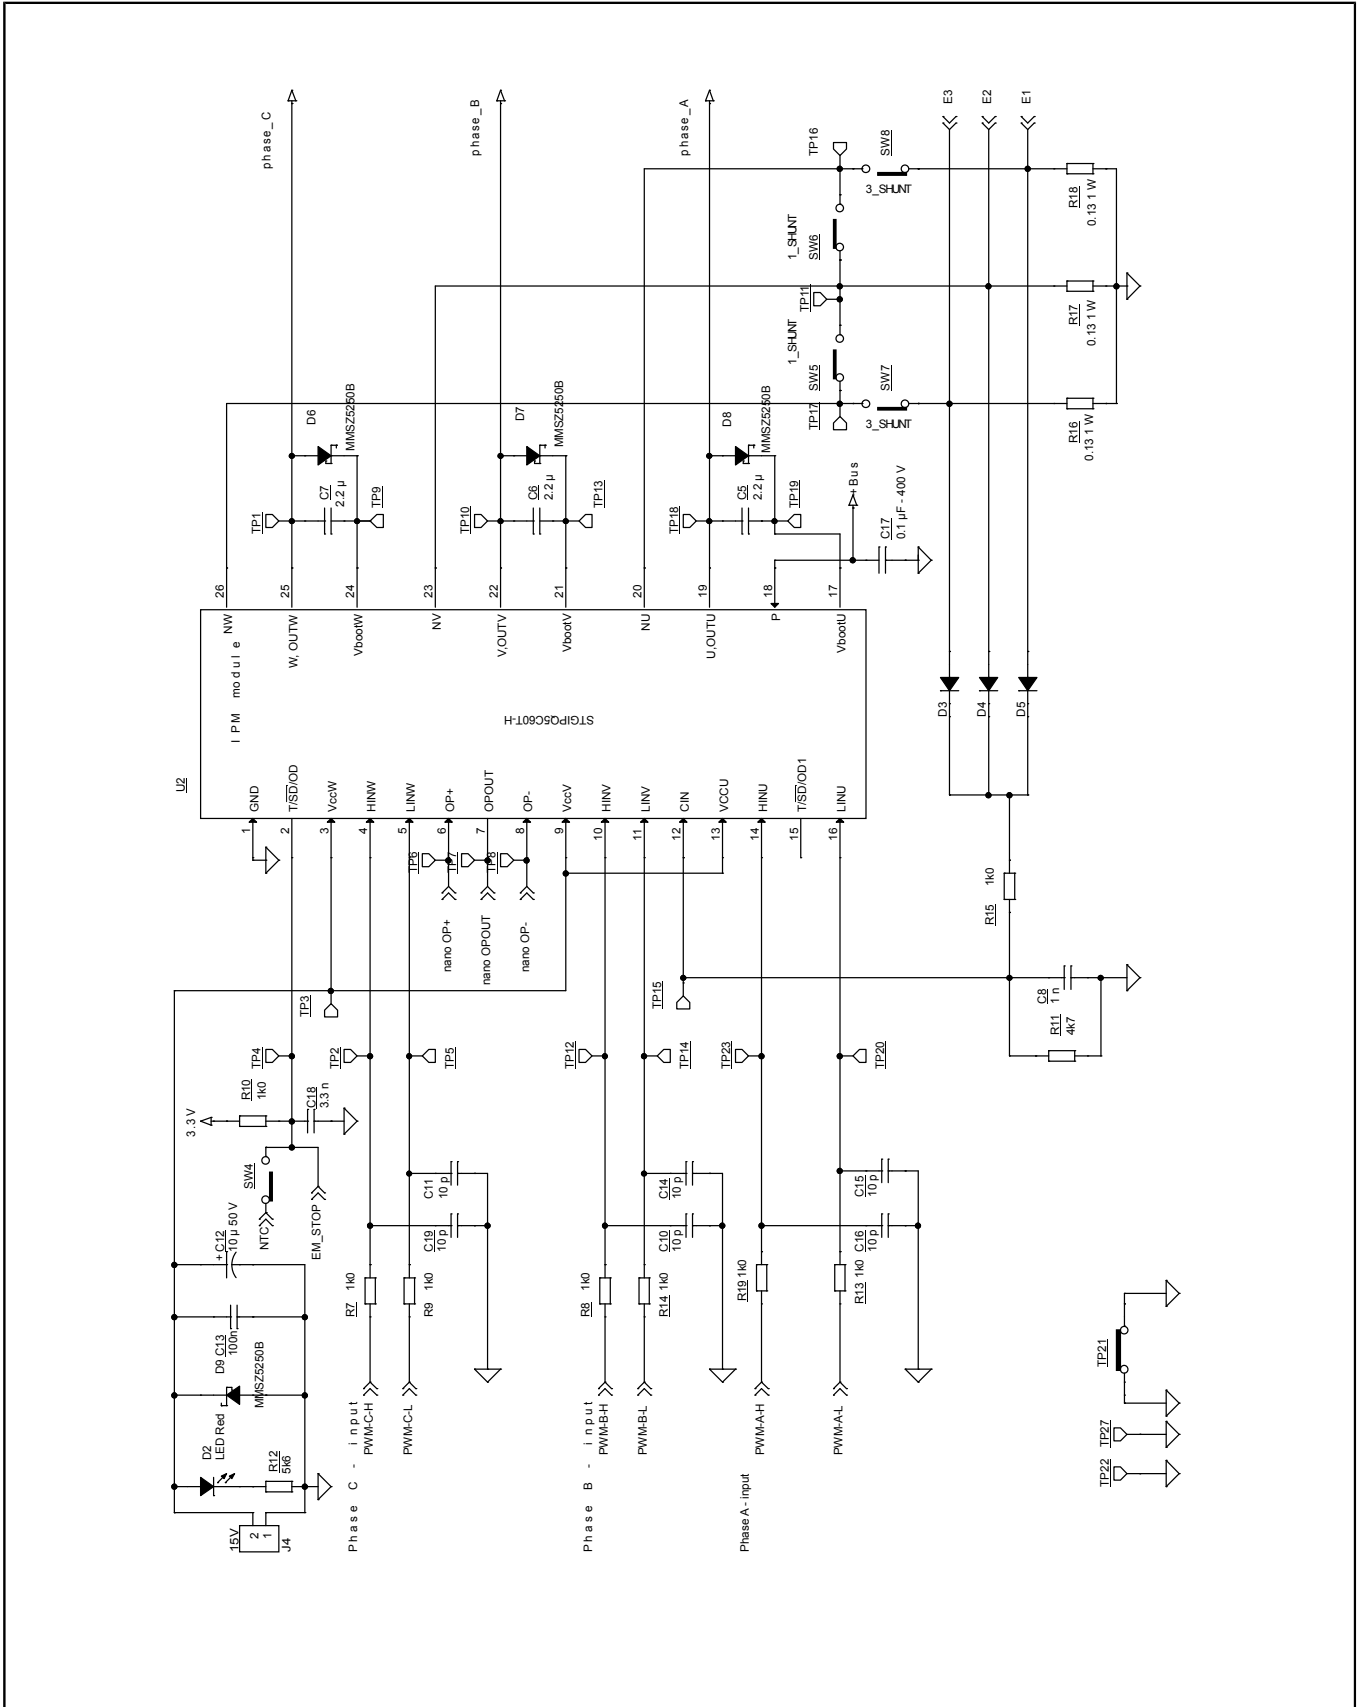 phase_C
phase_B
phase_A
E3
E2
E1
TP16
SW8
3_SHUNT
R18
0.13 1 W
1_SHUNT
SW6
TP11
R17
0.13 1 W
1_SHUNT
SW5
SW7
TP17
3_SHUNT
R16
0.13 1 W
D6
MMSZ5250B
C7
2.2 µ
TP1
TP9
D7
MMSZ5250B
C6
2.2 µ
TP10
TP13
D8
MMSZ5250B
C5
2.2 µ
TP18
TP19
+Bus
C17
0.1 µF - 400 V
26
25
24
23
22
21
20
19
18
17
NW
W, OUTW
VbootW
NV
V,OUTV
VbootV
NU
U,OUTU
P
VbootU
IPM module
STGIPQ5C60T-H
U2
D3
D4
D5
GND
T/SD/OD
VccW
HINW
LINW
OP+
OPOUT
OP-
VccV
HINV
LINV
CIN
VCCU
HINU
T/SD/OD1
LINU
1
2
3
4
5
6
7
8
9
10
11
12
13
14
15
16
TP6
TP7
TP8
nano OP+
nano OPOUT
nano OP-
R15
1k0
TP3
TP15
C8
1 n
R11
4k7
TP4
TP2
TP5
TP12
TP14
TP23
TP20
3.3 V
R10
1k0
C18
3.3 n
SW4
NTC
EM_STOP
+
C12
10 µ 50 V
C13
100n
D9
MMSZ5250B
D2
LED Red
R12
5k6
15V
2
1
J4
C11
10 p
C19
10 p
C14
10 p
C10
10 p
C15
10 p
C16
10 p
R7
1k0
R9
1k0
R8
1k0
R14
1k0
R19
1k0
R13
1k0
Phase C - input
PWM-C-H
PWM-C-L
Phase B - input
PWM-B-H
PWM-B-L
Phase A - input
PWM-A-H
PWM-A-L
TP21
TP27
TP22